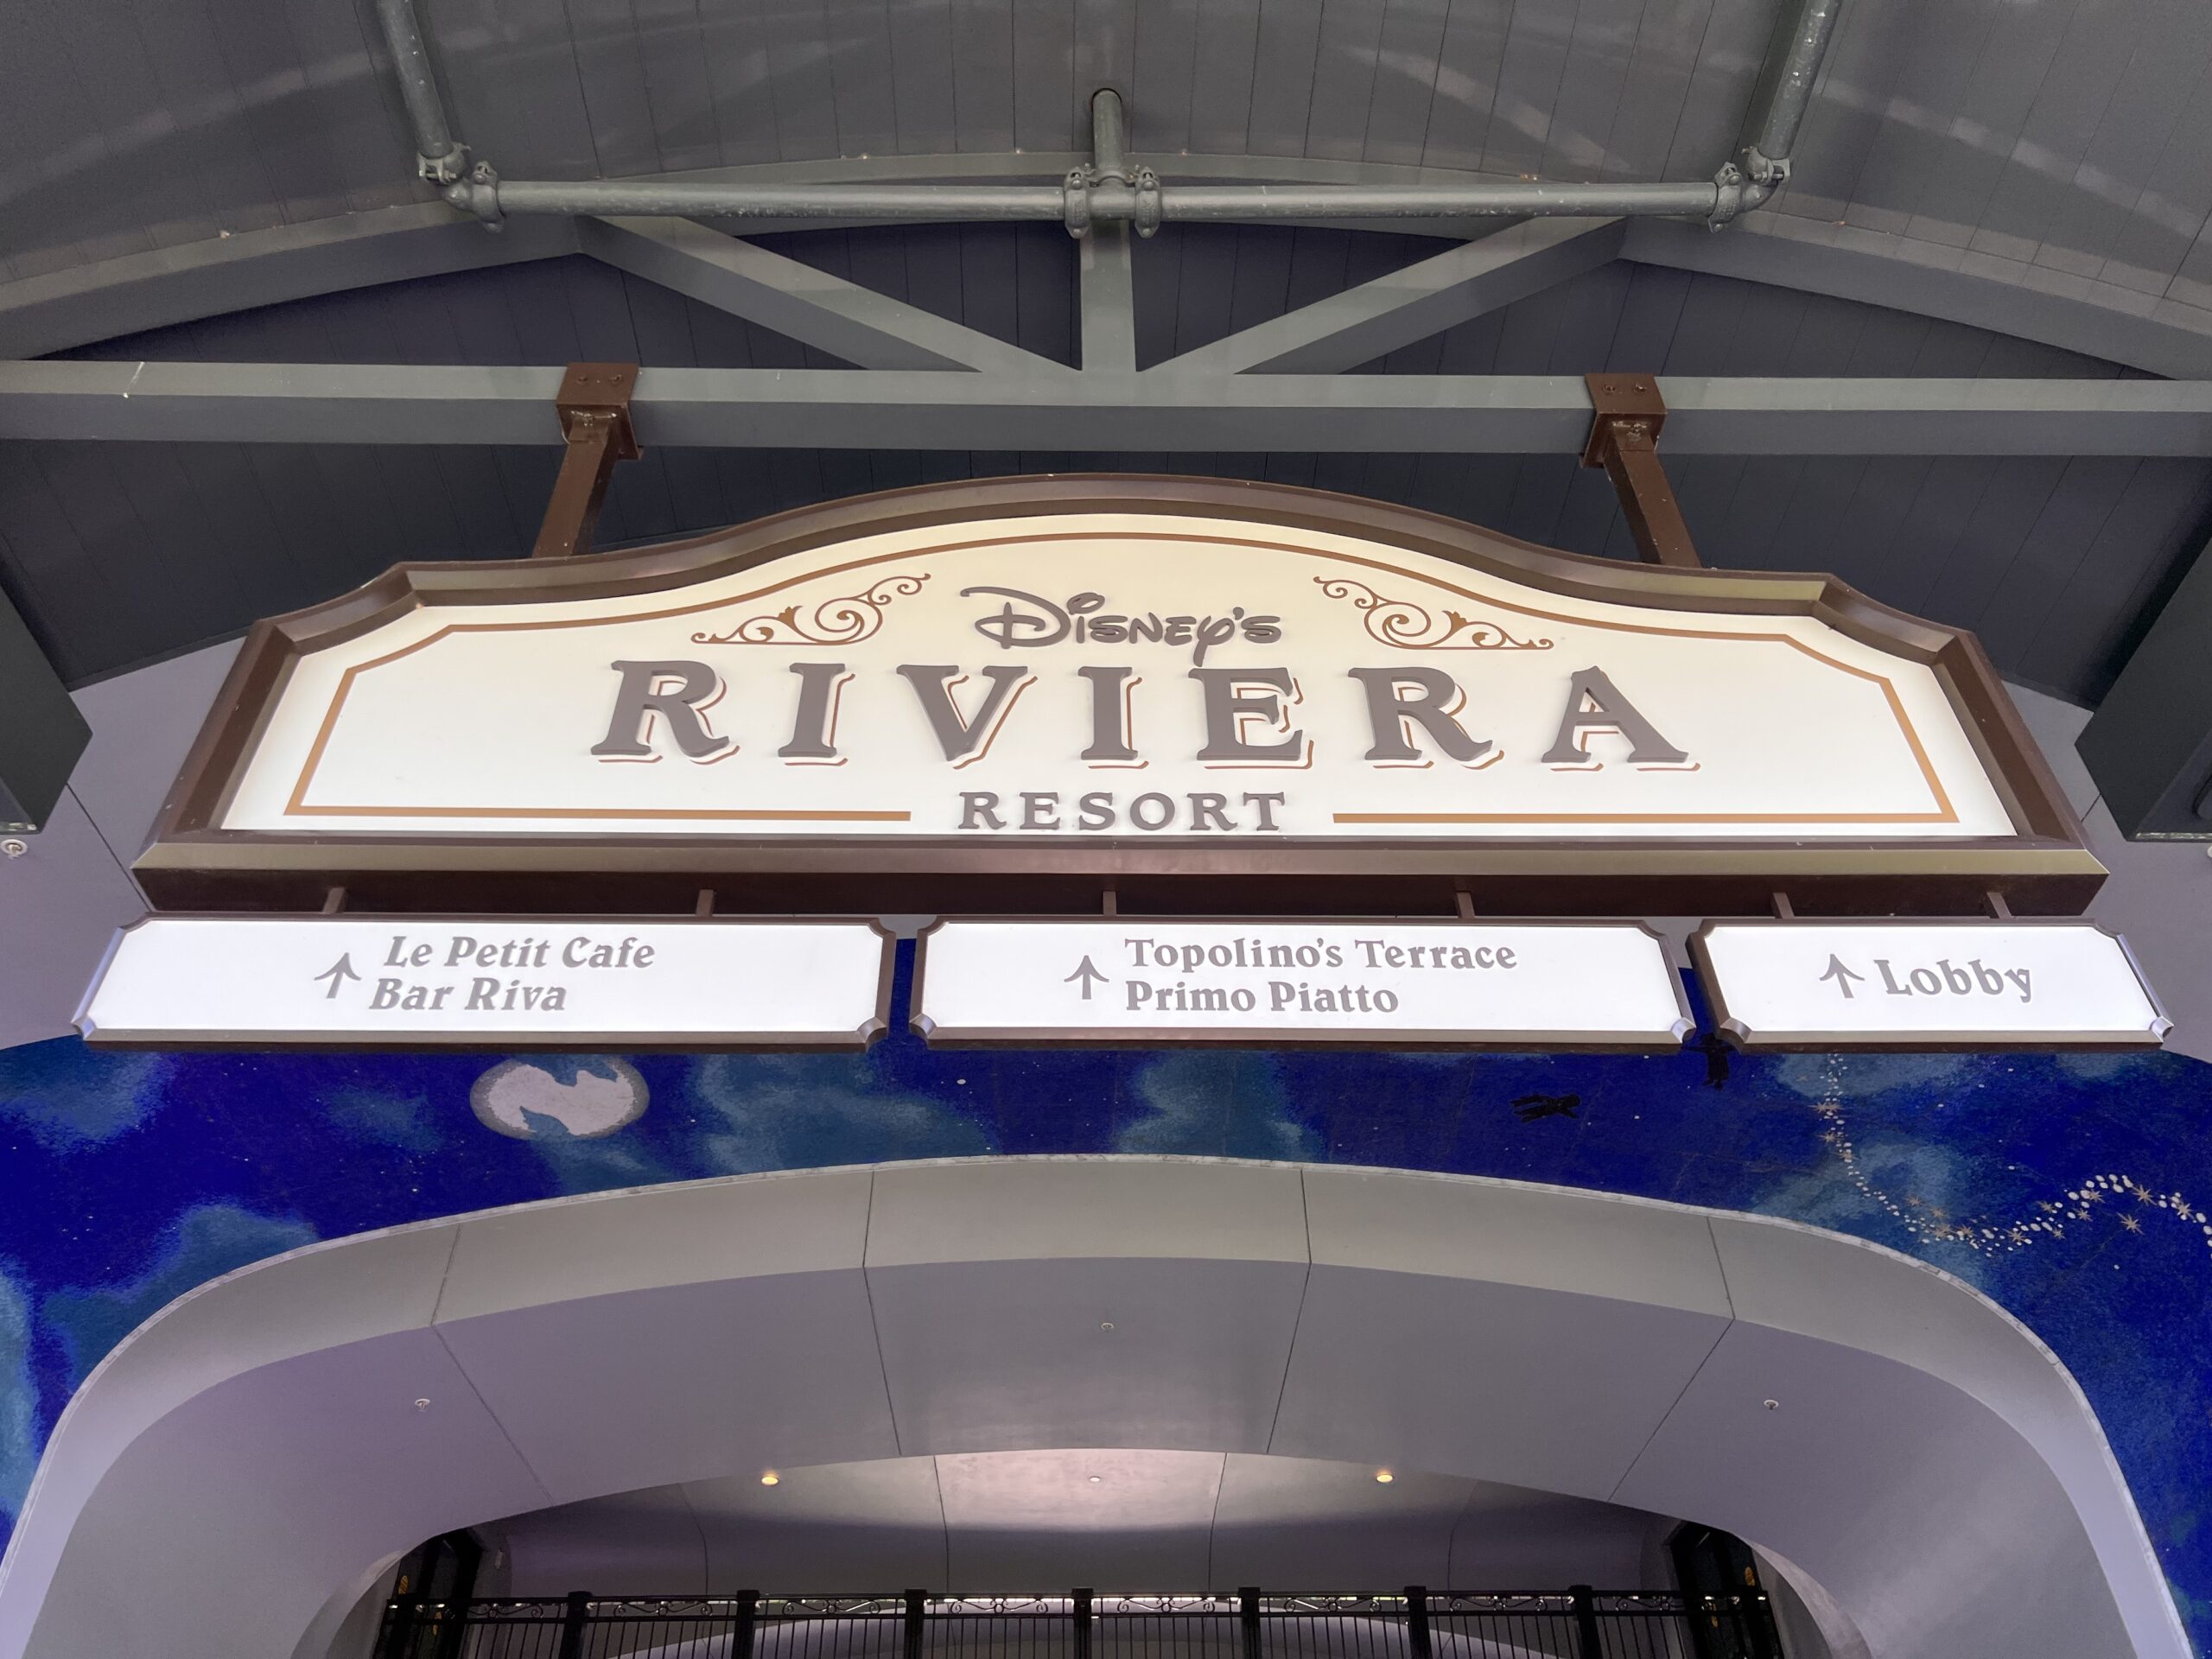 Disney's
RIVIERA
RESORT
Le Petit Cafe
Bar Riva
Topolino's Terrace
Primo Piatto
Lobby